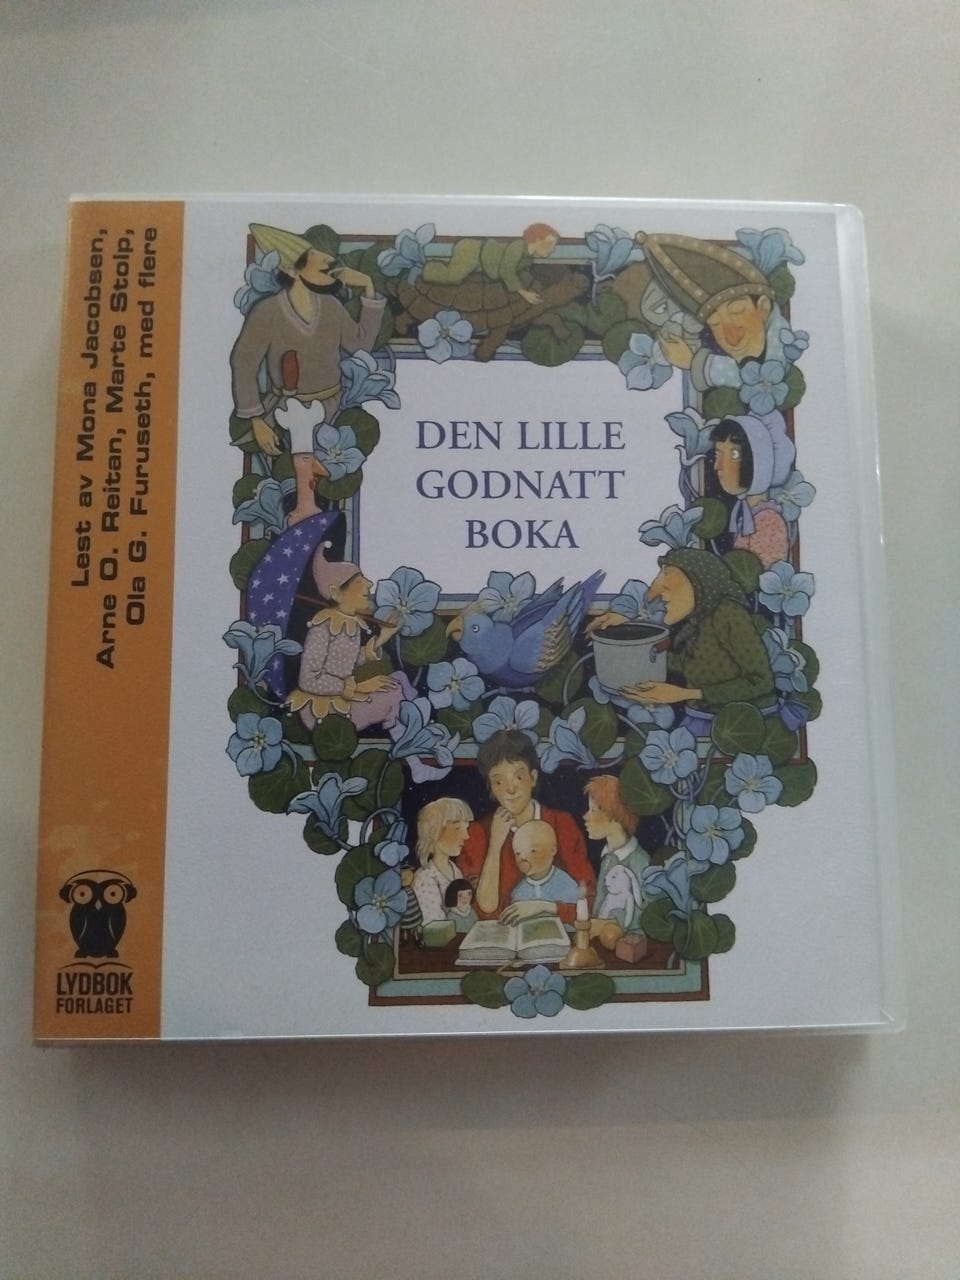 Lest av Mona Jacobsen,
Arne O. Reitan, Marte Stolp,
Ola G. Furuseth, med flere
DEN LILLE
GODNATT
BOKA
LYDBOK
FORLAGET